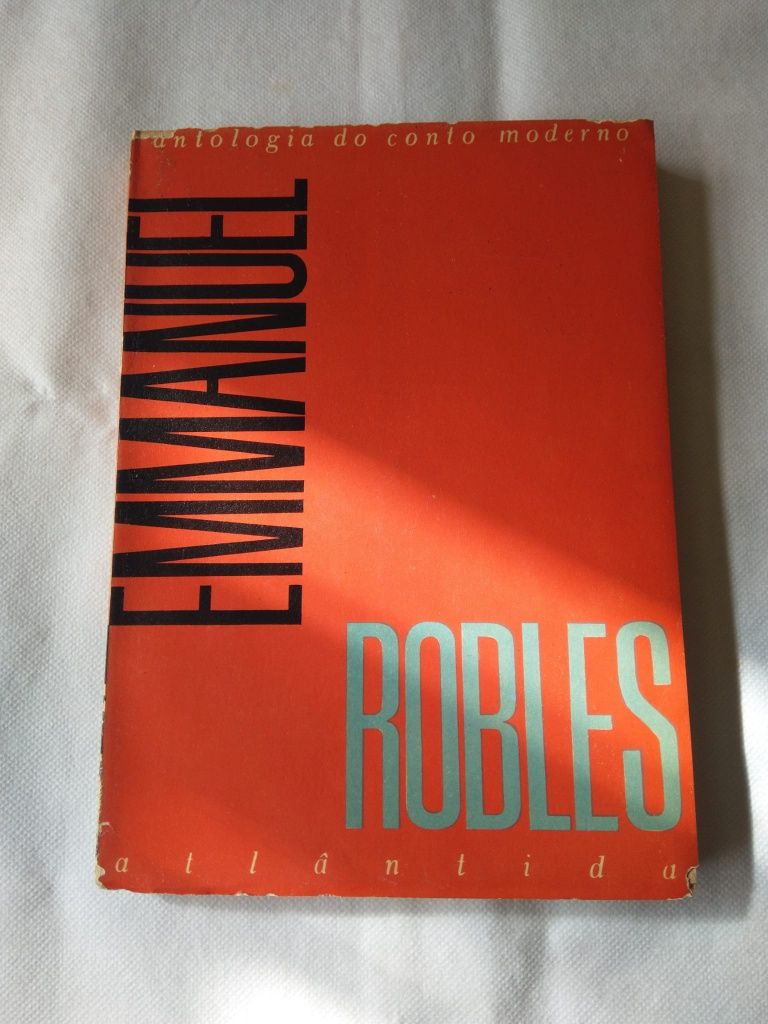 antologia do conto moderno
EMMANUEL
ROBLES
atlântida